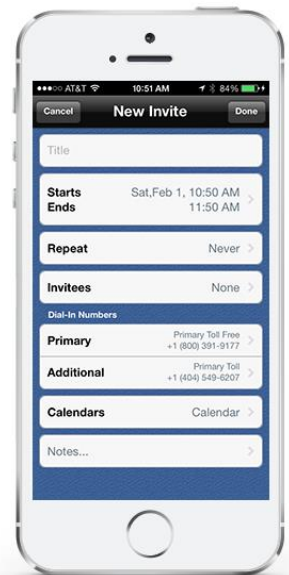 AT&T 10:51 AM 84%
Cancel New Invite Done
Title
Starts Sat,Feb 1, 10:50 AM
Ends 11:50 AM
Repeat Never
Invitees None
Dial-In Numbers
Primary Primary Toll Free
+1 (800) 391-9177
Additional Primary Toll
+1 (404) 549-6207
Calendars Calendar
Notes...